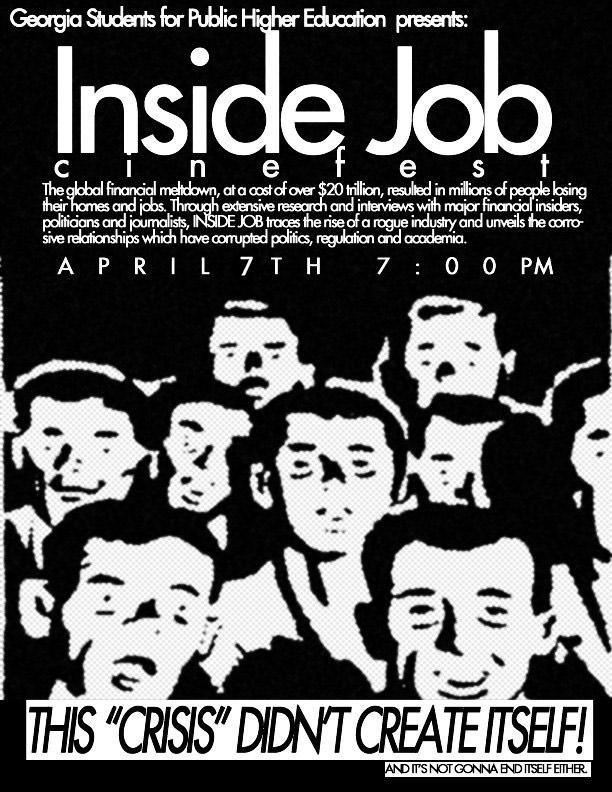 Georgia Students for Public Higher Education presents:
Inside Job
cinefest
The global financial meltdown, at a cost of over $20 trillion, resulted in millions of people losing
their homes and jobs. Through extensive research and interviews with major financial insiders,
politicians and journalists, INSIDE JOB traces the rise of a rogue industry and unveils the corro-
sive relationships which have corrupted politics, regulation and academia.
APRIL 7TH 7:00 PM
THIS "CRISIS" DIDN'T CREATE ITSELF!
AND IT'S NOT GONNA END ITSELF EITHER.